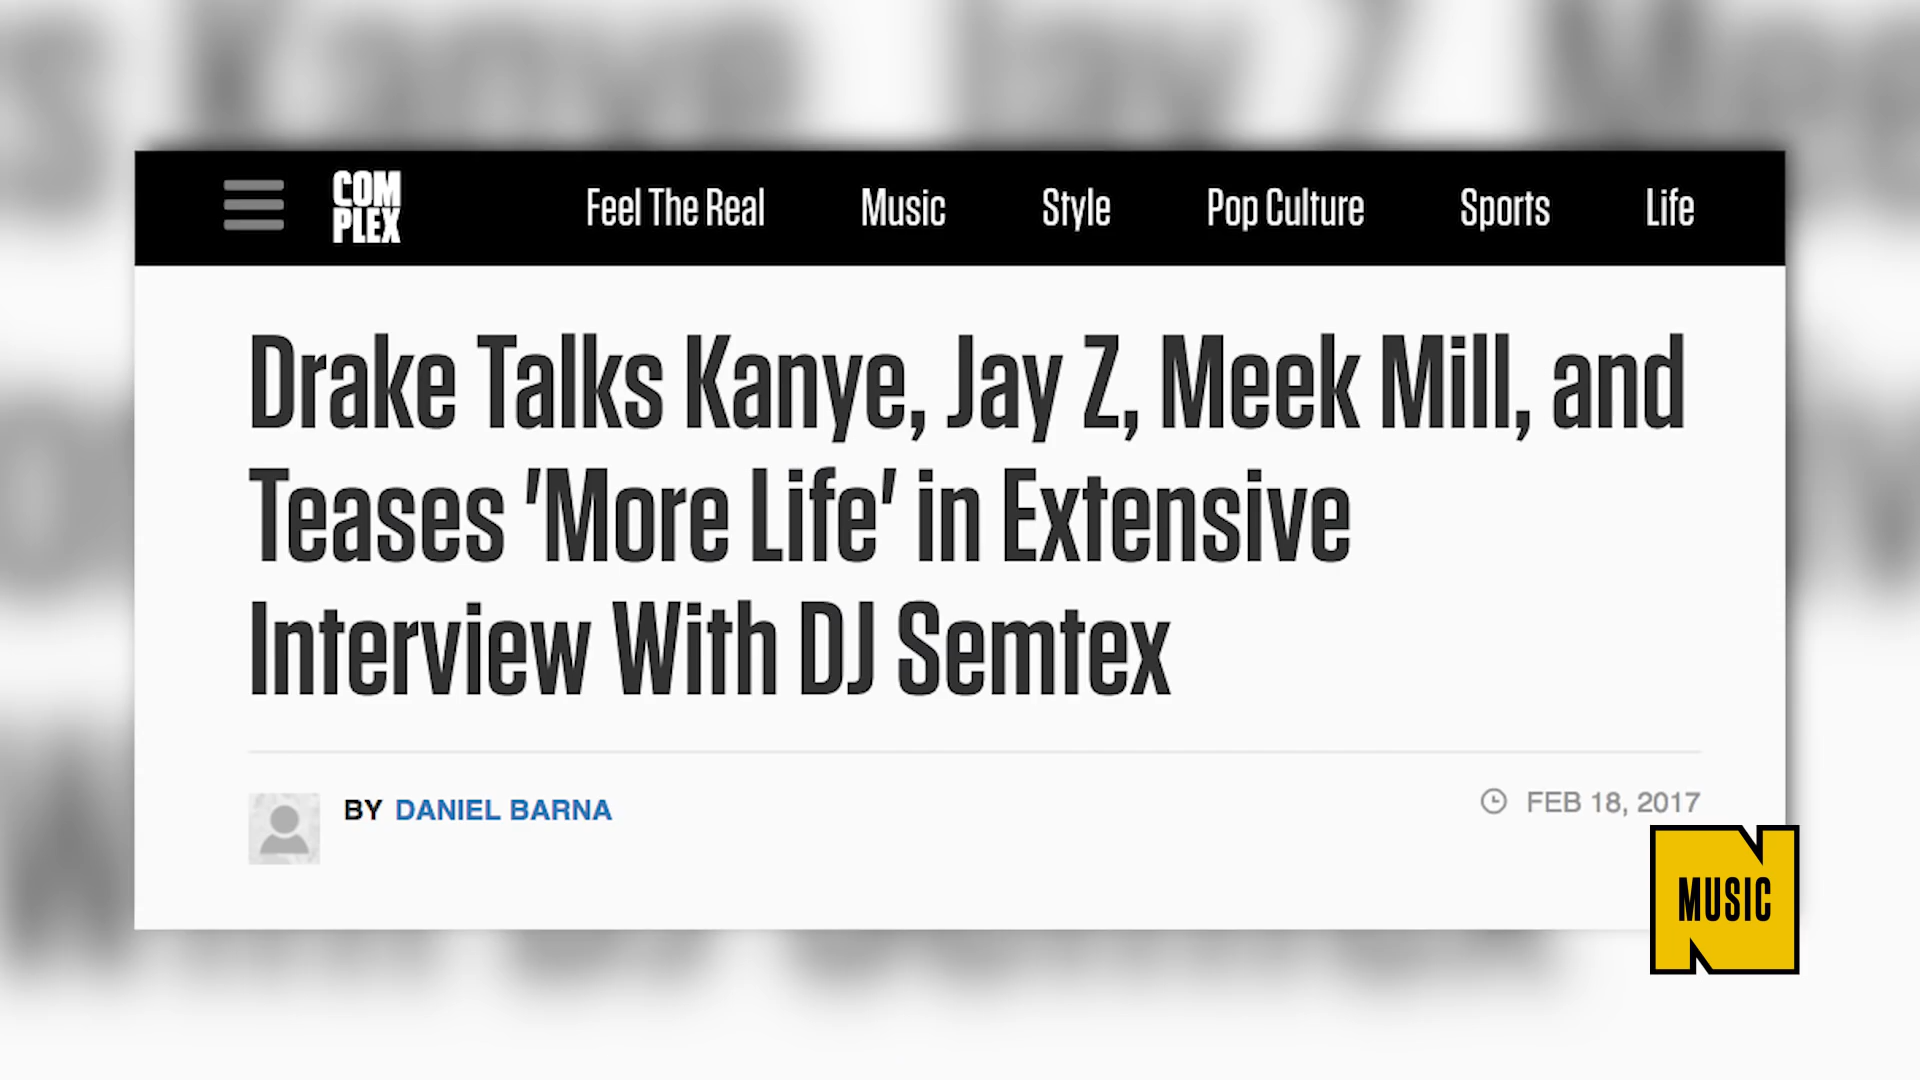 COM
PLEX
Feel The Real Music Style Pop Culture Sports Life
Drake Talks Kanye, Jay Z, Meek Mill, and
Teases 'More Life' in Extensive
Interview With DJ Semtex
BY DANIEL BARNA
FEB 18, 2017
MUSIC